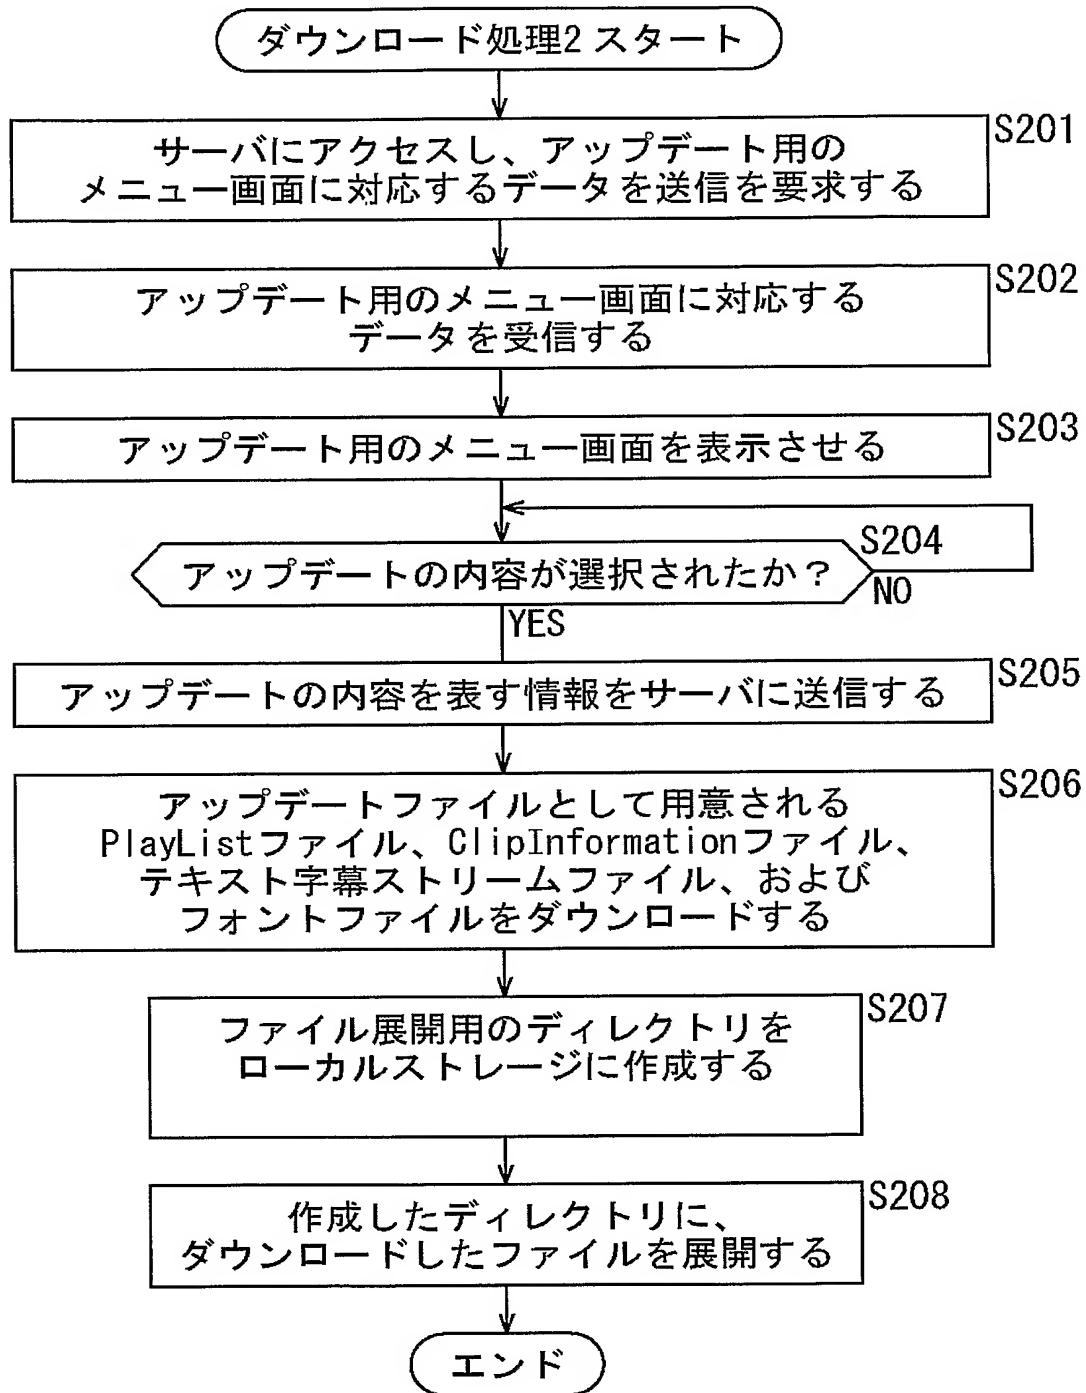 ダウンロード処理2 スタート
S201
サーバにアクセスし、アップデート用の
メニュー画面に対応するデータを送信を要求する
S202
アップデート用のメニュー画面に対応する
データを受信する
S203
アップデート用のメニュー画面を表示させる
S204
アップデートの内容が選択されたか？
NO
YES
S205
アップデートの内容を表す情報をサーバに送信する
S206
アップデートファイルとして用意される
PlayListファイル、ClipInformationファイル、
テキスト字幕ストリームファイル、および
フォントファイルをダウンロードする
S207
ファイル展開用のディレクトリを
ローカルストレージに作成する
S208
作成したディレクトリに、
ダウンロードしたファイルを展開する
エンド